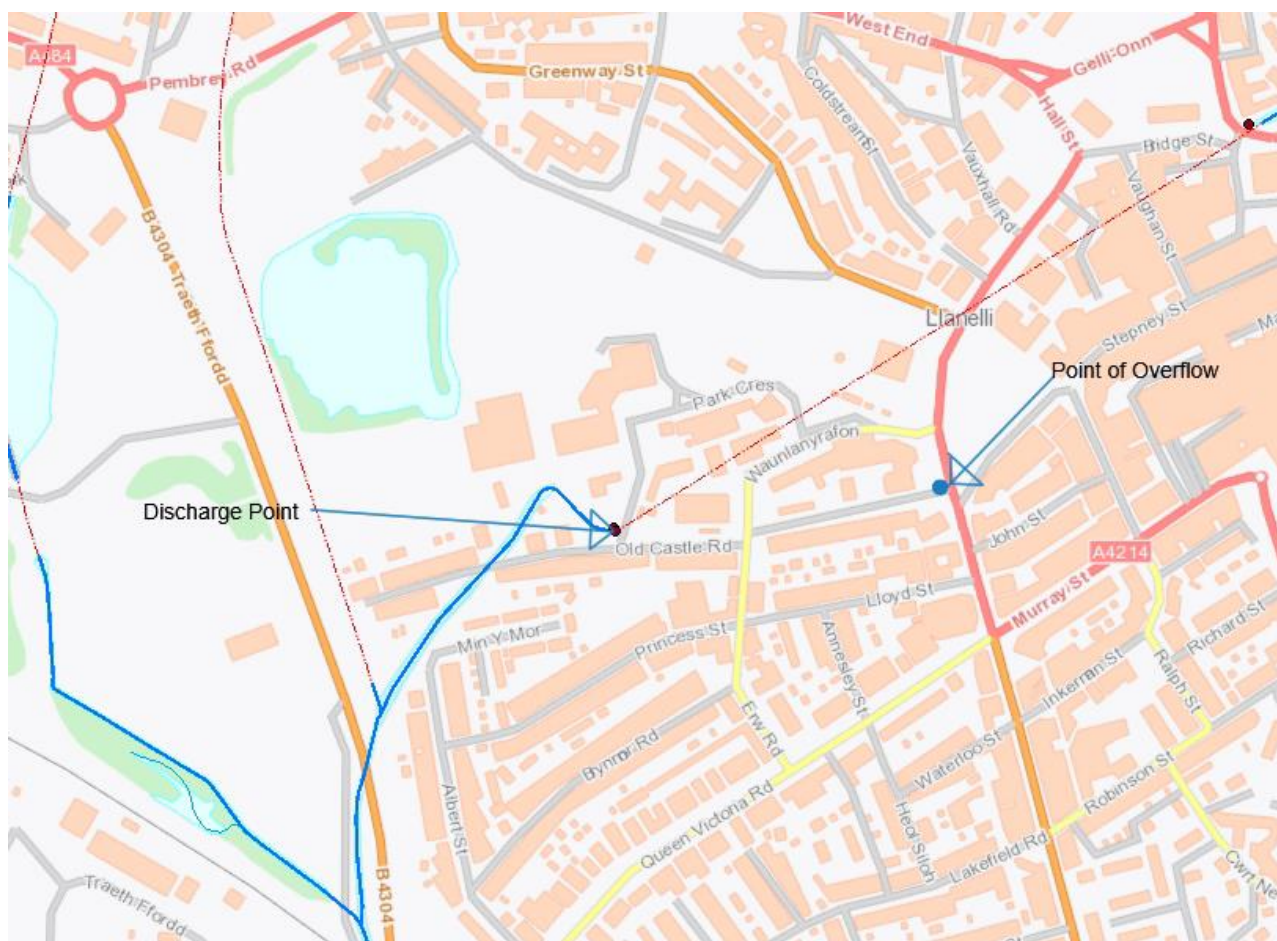 A484
Pembrey Rd
Greenway St
West End
Gelli-Onn
Coldstream St
Hall St
Vauxhall Rd
Bidge St
Vaughan St
B4304 Traeth Ffordd
Llanelli
Stepney St
Point of Overflow
Park Cres
Waunlanyrafon
Discharge Point
Old Castle Rd
John St
A4214
Murray St
Lloyd St
Min Y Mor
Princess St
Annesley St
Richard St
Inkerman St
Ralph St
Erw Rd
Brynmor Rd
Waterloo St
Robinson St
Albert St
Queen Victoria Rd
Heol Siloh
Lakefield Rd
B4304
Traeth Ffordd